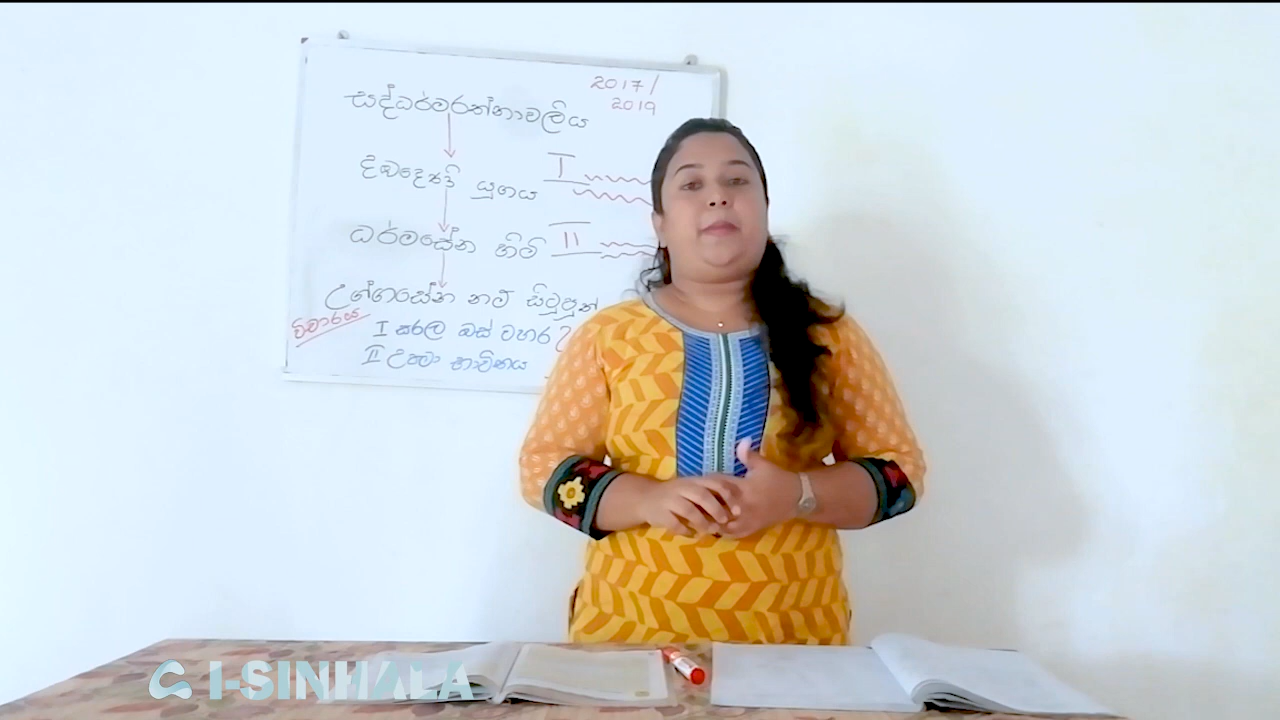 2017/
2019
සද්ධර්මරත්නාවලිය
දඹදෙණි යුගය I
ධර්මසේන හිමි II
උග්ගසේන නම් සිටුපුත්
විචාරය
I සරල බස් වහර
II උපමා භාවිතය
I-SINHALA